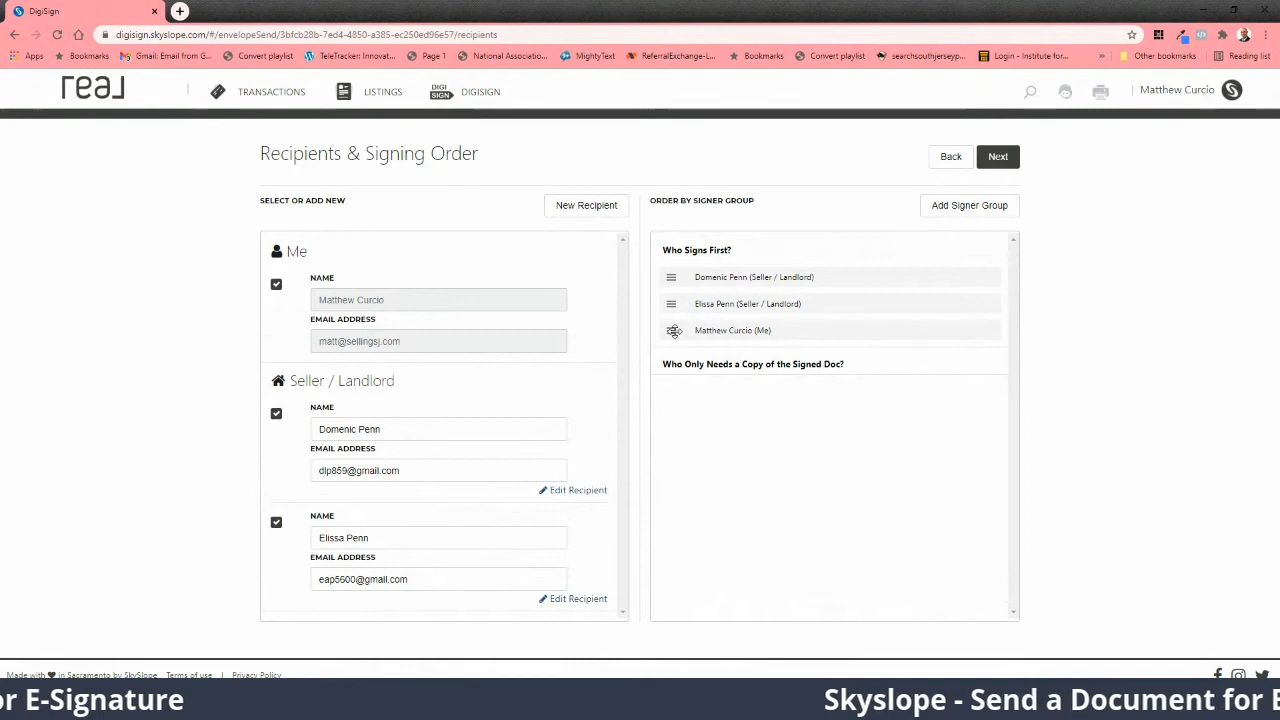 DigiSign
digisign.skyslope.com/#/envelopeSend/3bfcb28b-7ed4-4850-a385-ec250ed96e57/recipients
Apps Bookmarks Gmail: Email from G... Convert playlist TeleTracker: Innovat... Page 1 National Associatio... MightyText ReferralExchange-L... Bookmarks Convert playlist searchsouthjerseyp... Login - Institute for... » Other bookmarks Reading list
real TRANSACTIONS LISTINGS DIGI SIGN DIGISIGN Matthew Curcio
Recipients & Signing Order
Back Next
SELECT OR ADD NEW
New Recipient
ORDER BY SIGNER GROUP
Add Signer Group
Me
NAME
Matthew Curcio
EMAIL ADDRESS
matt@sellingsj.com
Seller / Landlord
NAME
Domenic Penn
EMAIL ADDRESS
dlp859@gmail.com
Edit Recipient
NAME
Elissa Penn
EMAIL ADDRESS
eap5600@gmail.com
Edit Recipient
Who Signs First?
Domenic Penn (Seller / Landlord)
Elissa Penn (Seller / Landlord)
Matthew Curcio (Me)
Who Only Needs a Copy of the Signed Doc?
Made with in Sacramento by SkySlope Terms of use | Privacy Policy
or E-Signature Skyslope - Send a Document for E